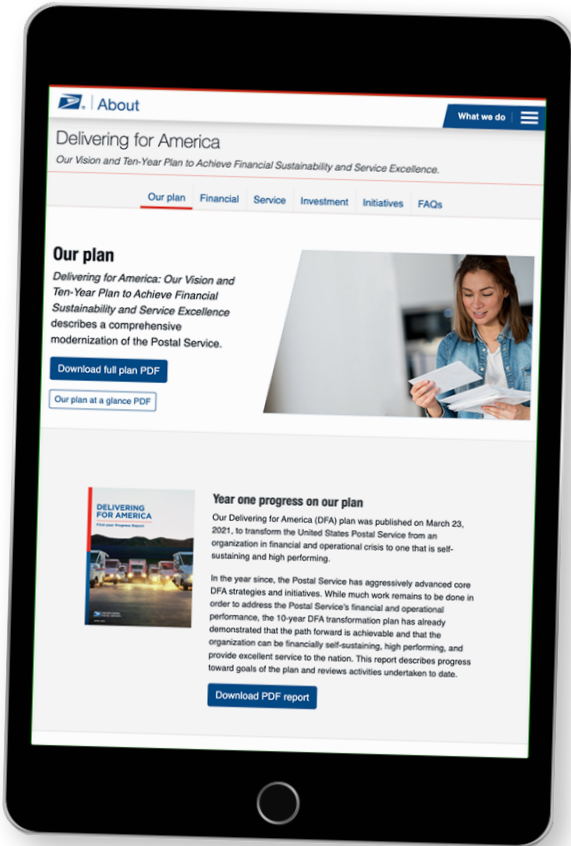 About
What we do
Delivering for America
Our Vision and Ten-Year Plan to Achieve Financial Sustainability and Service Excellence.
Our plan Financial Service Investment Initiatives FAQs
Our plan
Delivering for America: Our Vision and
Ten-Year Plan to Achieve Financial
Sustainability and Service Excellence
describes a comprehensive
modernization of the Postal Service.
Download full plan PDF
Our plan at a glance PDF
DELIVERING
FOR AMERICA
Year one progress on our plan
Our Delivering for America (DFA) plan was published on March 23,
2021, to transform the United States Postal Service from an
organization in financial and operational crisis to one that is self-
sustaining and high performing.
In the year since, the Postal Service has aggressively advanced core
DFA strategies and initiatives. While much work remains to be done in
order to address the Postal Service's financial and operational
performance, the 10-year DFA transformation plan has already
demonstrated that the path forward is achievable and that the
organization can be financially self-sustaining, high performing, and
provide excellent service to the nation. This report describes progress
toward goals of the plan and reviews activities undertaken to date.
Download PDF report